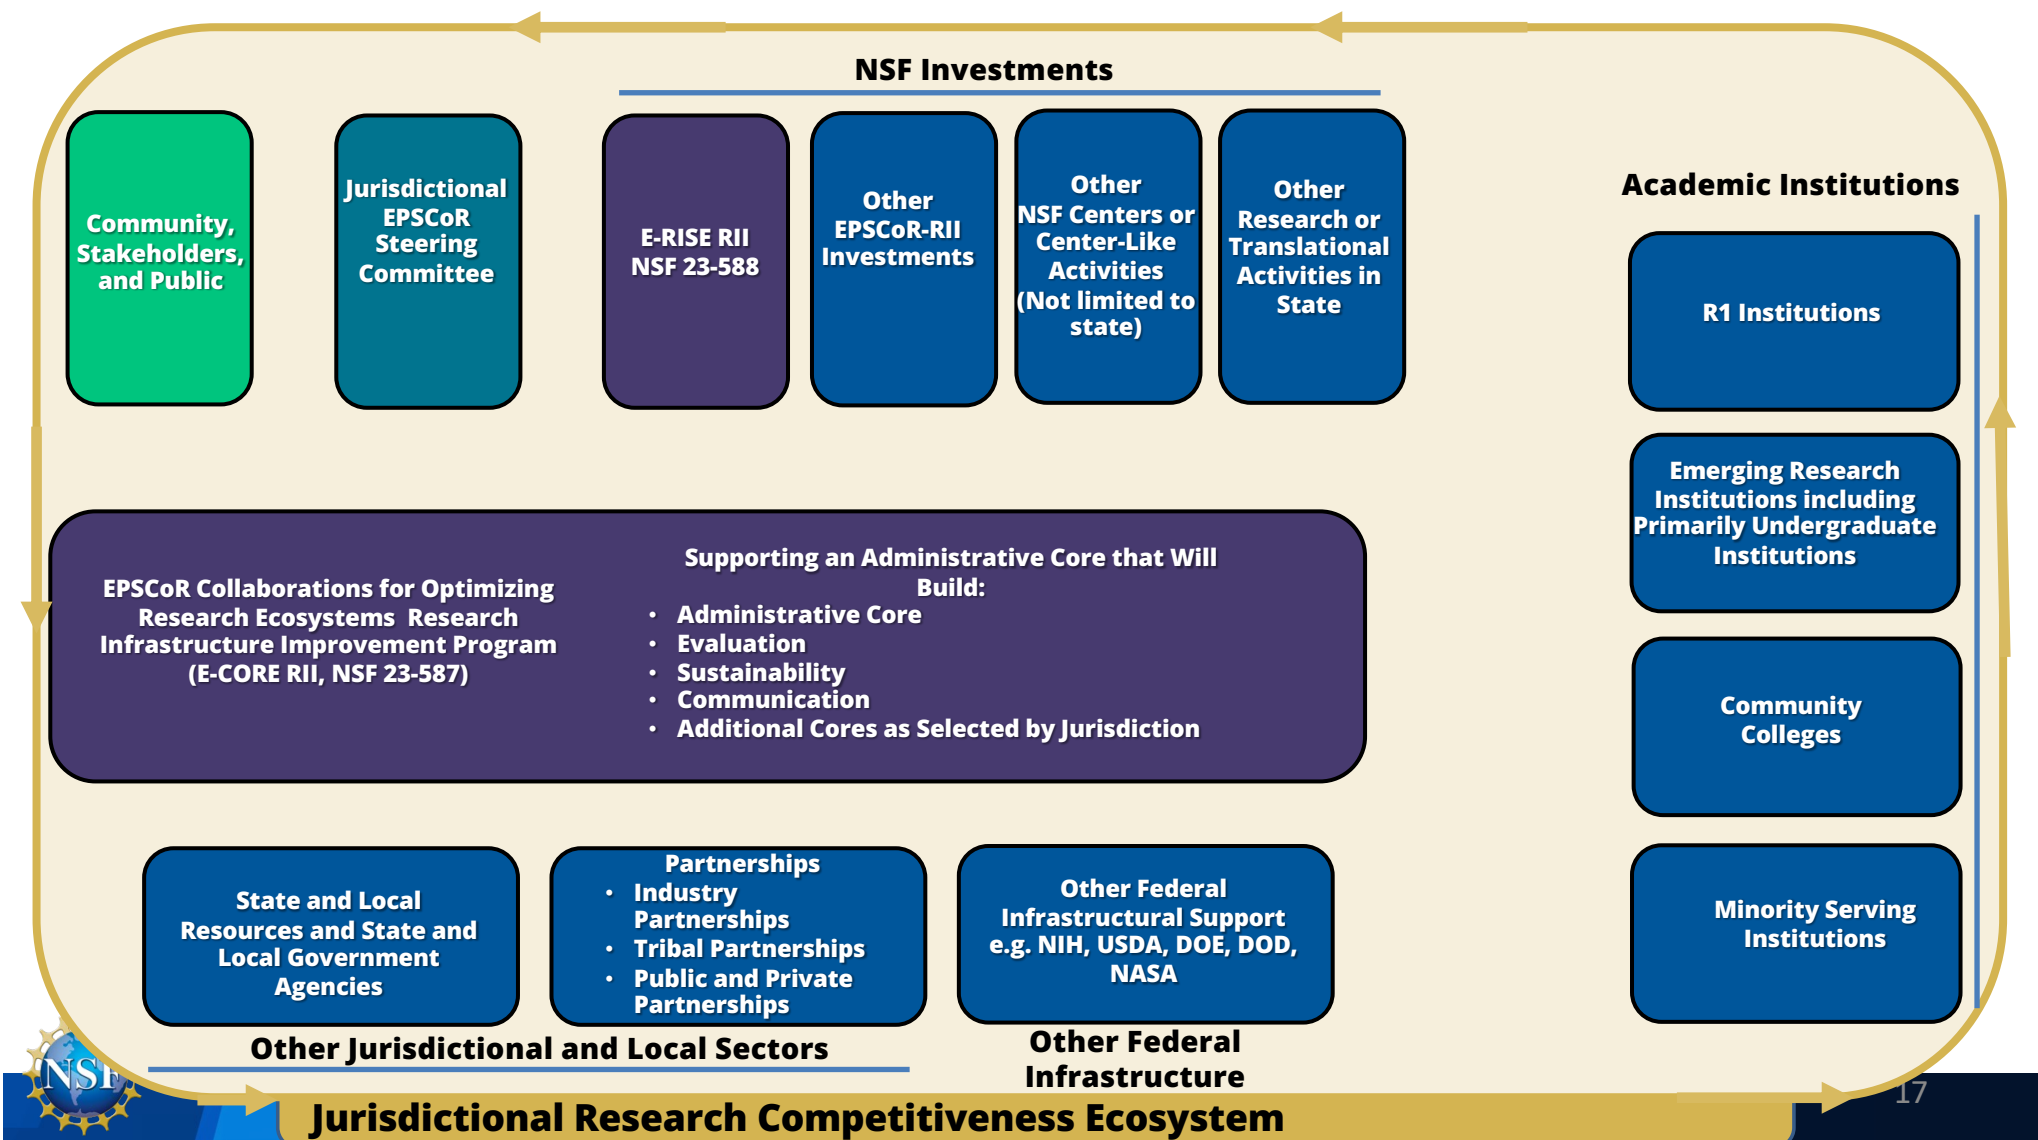 NSF Investments
Community,
Stakeholders,
and Public
Jurisdictional
EPSCoR
Steering
Committee
E-RISE RII
NSF 23-588
Other
EPSCoR-RII
Investments
Other
NSF Centers or
Center-Like
Activities
(Not limited to
state)
Other
Research or
Translational
Activities in
State
Academic Institutions
R1 Institutions
Emerging Research
Institutions including
Primarily Undergraduate
Institutions
Community
Colleges
Minority Serving
Institutions
EPSCoR Collaborations for Optimizing
Research Ecosystems  Research
Infrastructure Improvement Program
(E-CORE RII, NSF 23-587)
Supporting an Administrative Core that Will
Build:
• Administrative Core
• Evaluation
• Sustainability
• Communication
• Additional Cores as Selected by Jurisdiction
State and Local
Resources and State and
Local Government
Agencies
Partnerships
• Industry
Partnerships
• Tribal Partnerships
• Public and Private
Partnerships
Other Federal
Infrastructural Support
e.g. NIH, USDA, DOE, DOD,
NASA
Other Jurisdictional and Local Sectors
Other Federal
Infrastructure
NSF
Jurisdictional Research Competitiveness Ecosystem
17